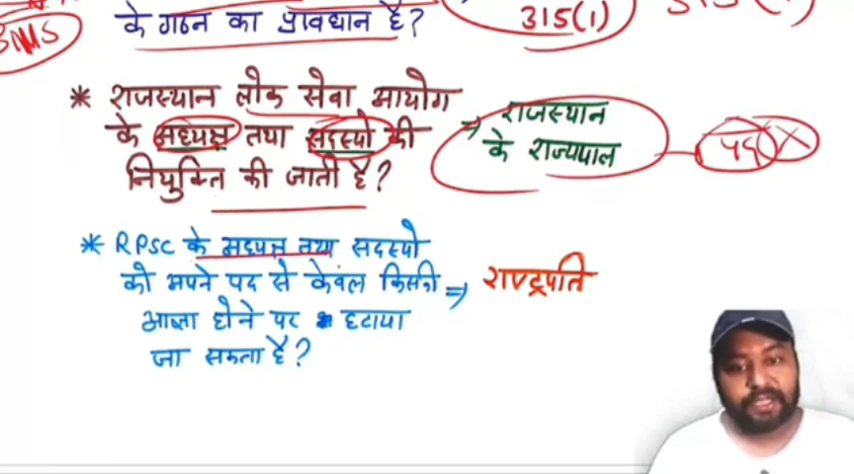 के गठन का प्रावधान है?
315(1)
* राजस्थान लोक सेवा आयोग
के अध्यक्ष तथा सदस्यो की
नियुक्ति की जाती है?
⇒ राजस्थान
के राज्यपाल
* RPSC के अध्यक्ष तथा सदस्यो
को अपने पद से केवल किसकी
आज्ञा होने पर हटाया
जा सकता है?
⇒ राष्ट्रपति